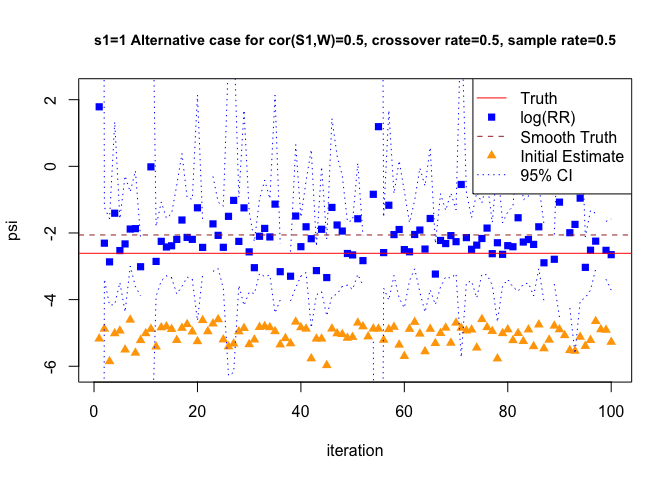 s1=1 Alternative case for cor(S1,W)=0.5, crossover rate=0.5, sample rate=0.5
Truth
log(RR)
Smooth Truth
Initial Estimate
95% CI
psi
2
0
-2
-4
-6
0 20 40 60 80 100
iteration